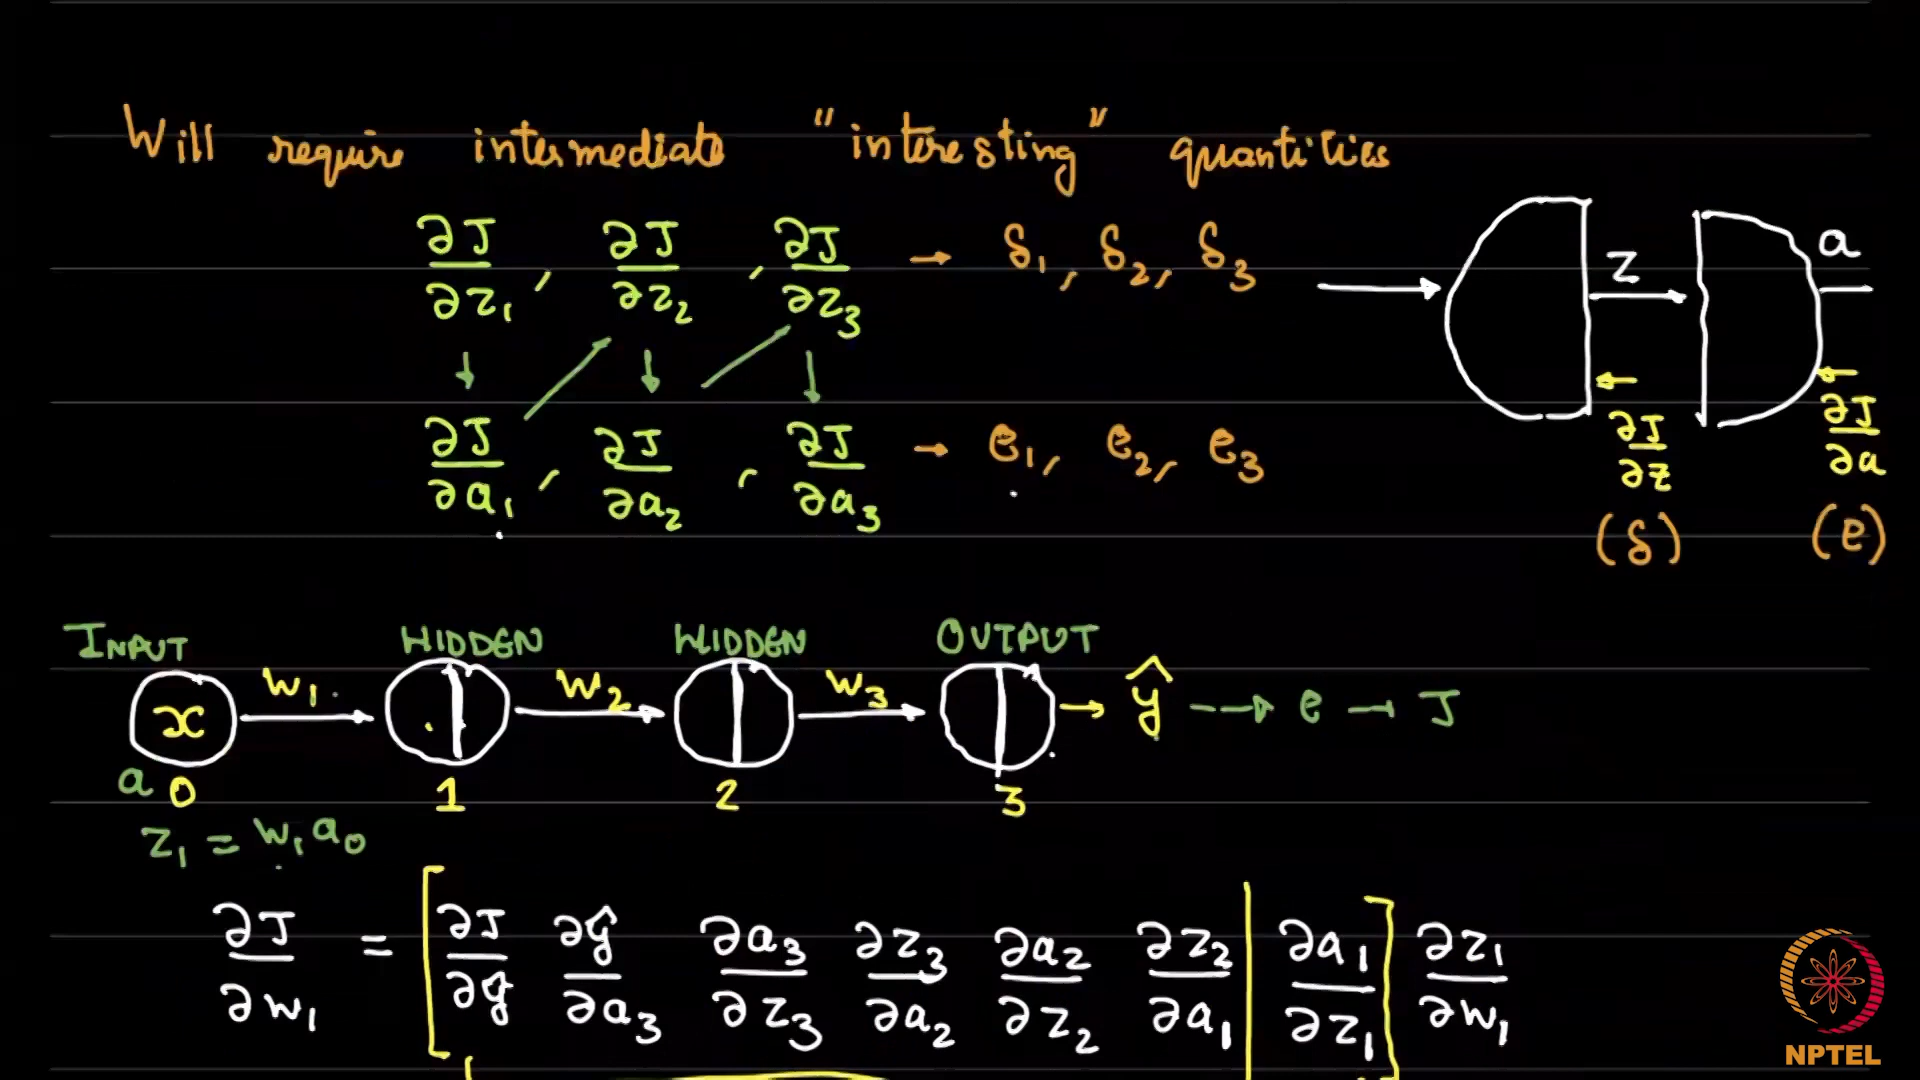 Will require intermediate "interesting" quantities
∂J/∂z₁, ∂J/∂z₂, ∂J/∂z₃ → δ₁, δ₂, δ₃
z a
∂J/∂a₁, ∂J/∂a₂, ∂J/∂a₃ → e₁, e₂, e₃
∂J/∂z ∂J/∂a
(δ) (e)
INPUT HIDDEN HIDDEN OUTPUT
x w₁ w₂ w₃ → ŷ --→ e → J
a 0 1 2 3
z₁ = w₁a₀
∂J/∂w₁ = [∂J/∂ŷ ∂ŷ/∂a₃ ∂a₃/∂z₃ ∂z₃/∂a₂ ∂a₂/∂z₂ ∂z₂/∂a₁ | ∂a₁/∂z₁] ∂z₁/∂w₁
NPTEL